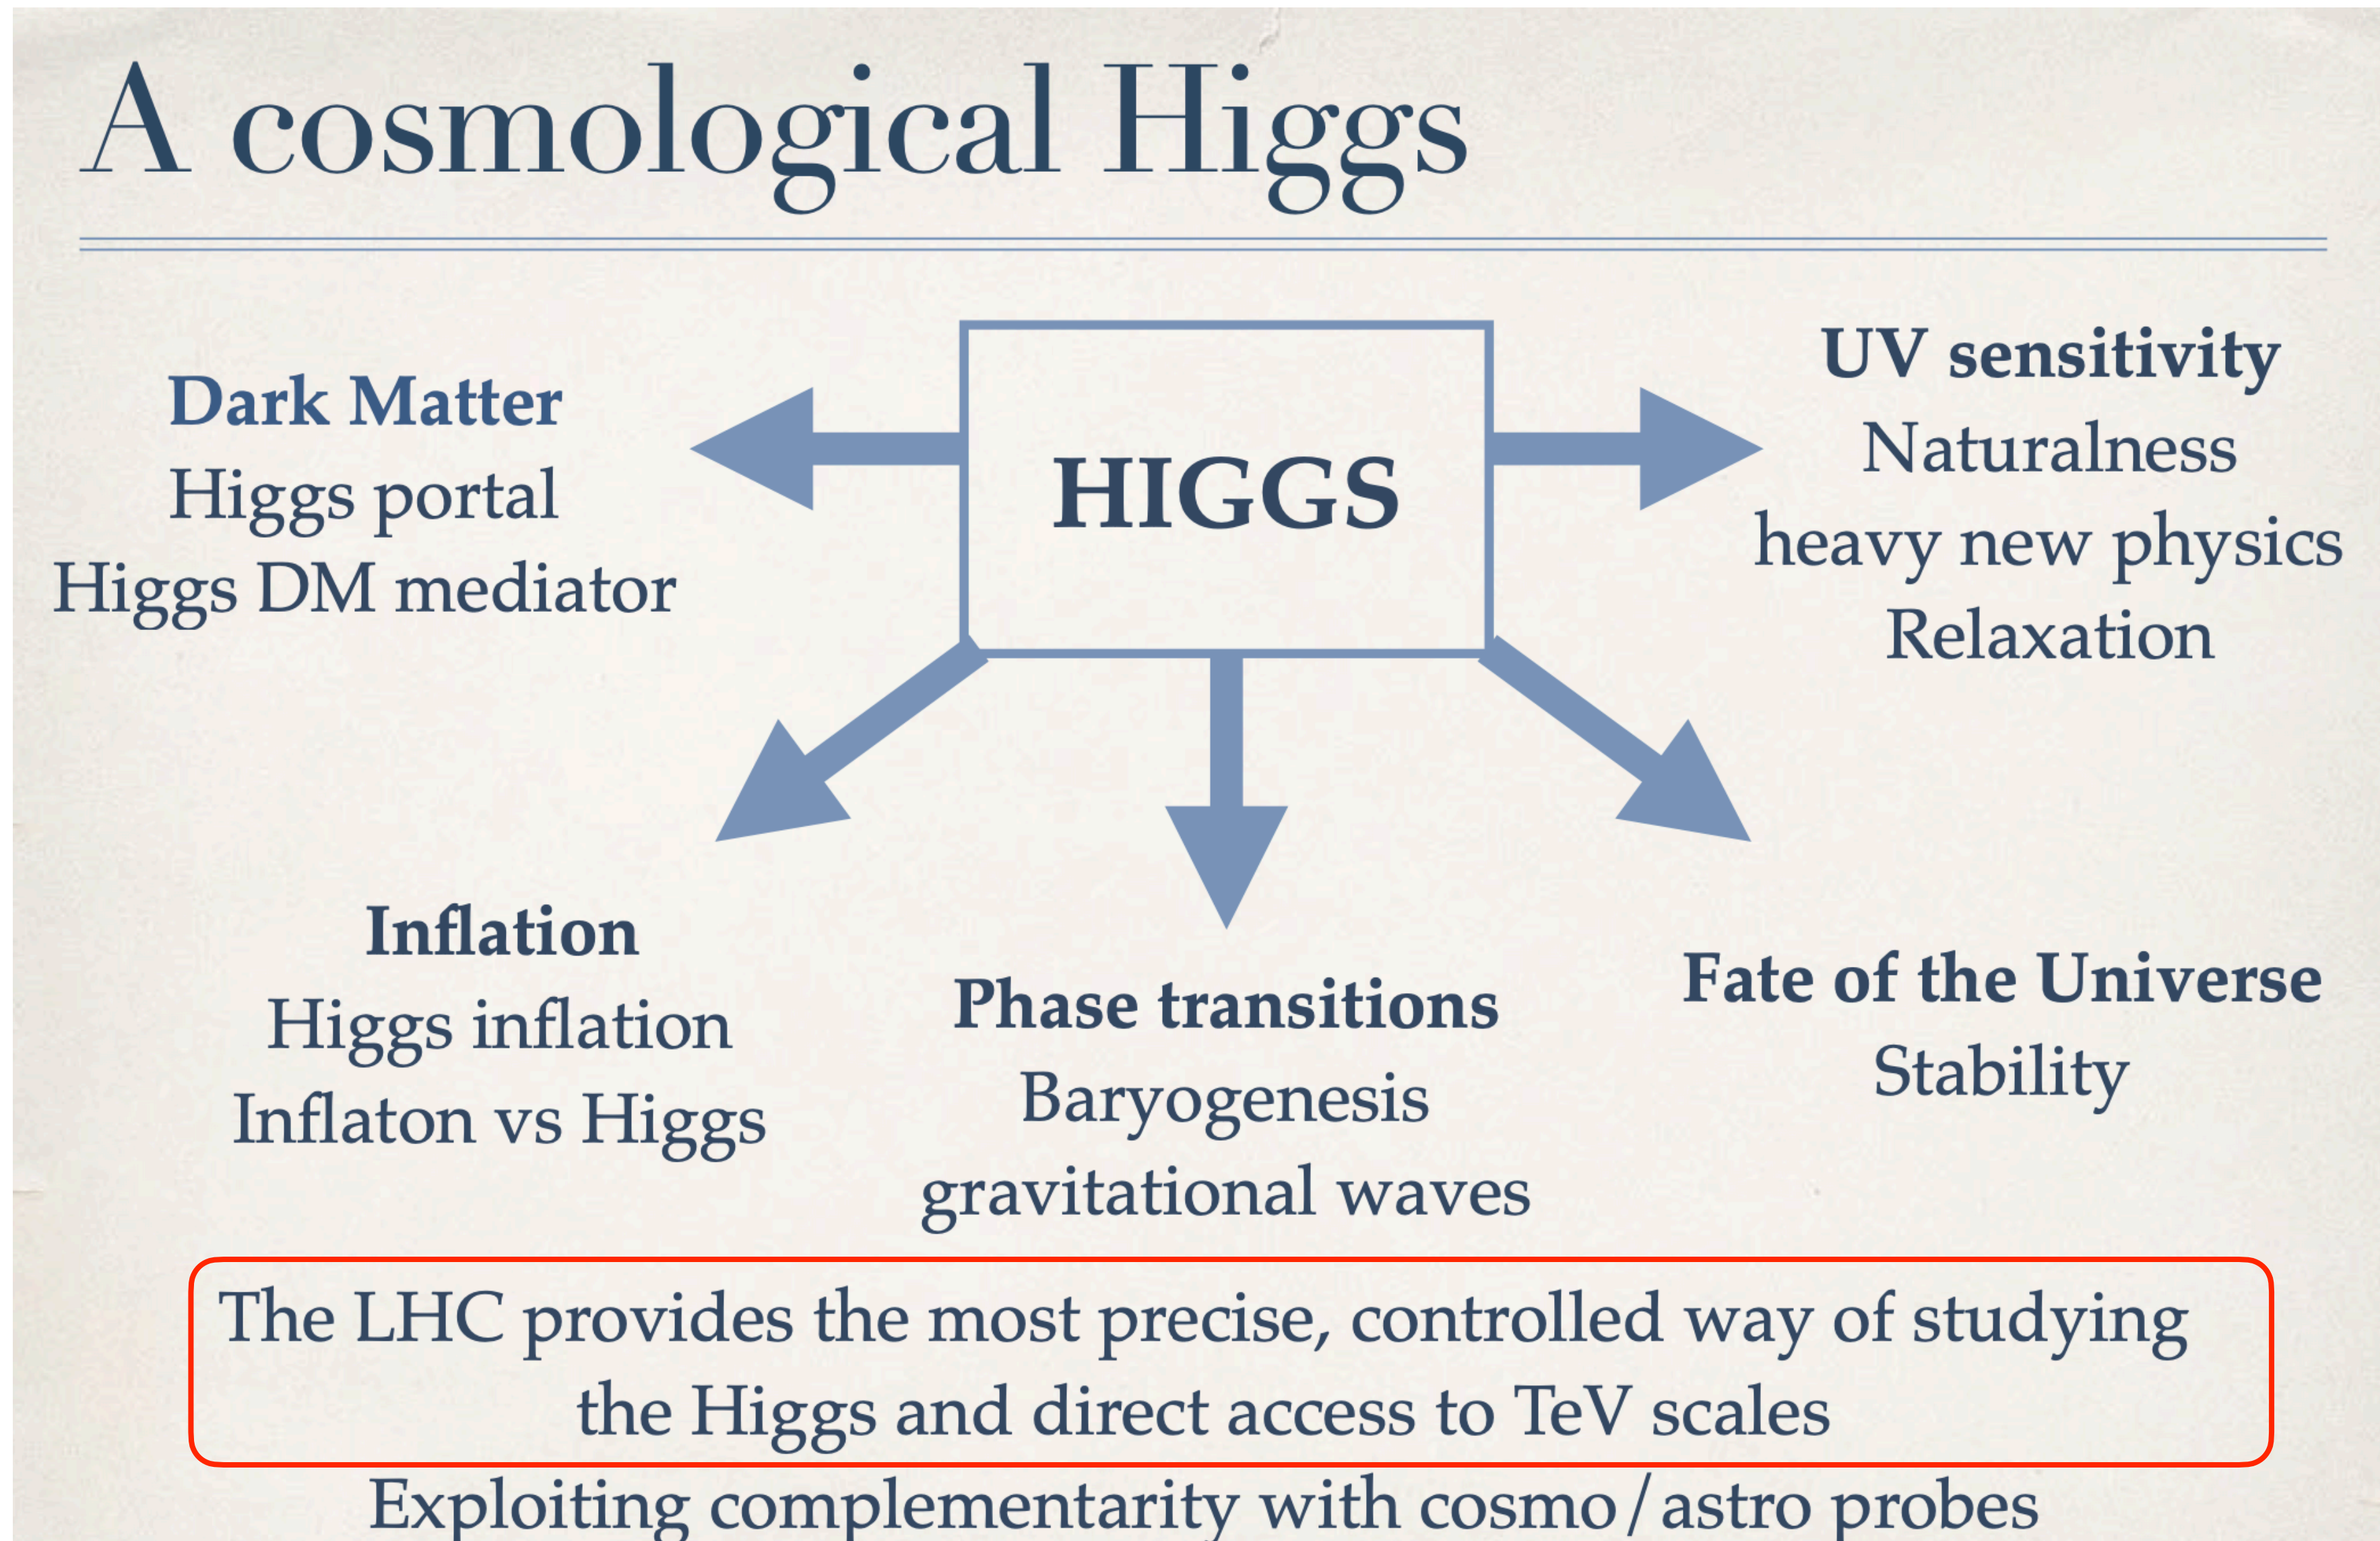 A cosmological Higgs
HIGGS
Dark Matter
Higgs portal
Higgs DM mediator
UV sensitivity
Naturalness
heavy new physics
Relaxation
Inflation
Higgs inflation
Inflaton vs Higgs
Phase transitions
Baryogenesis
gravitational waves
Fate of the Universe
Stability
The LHC provides the most precise, controlled way of studying
the Higgs and direct access to TeV scales
Exploiting complementarity with cosmo/astro probes